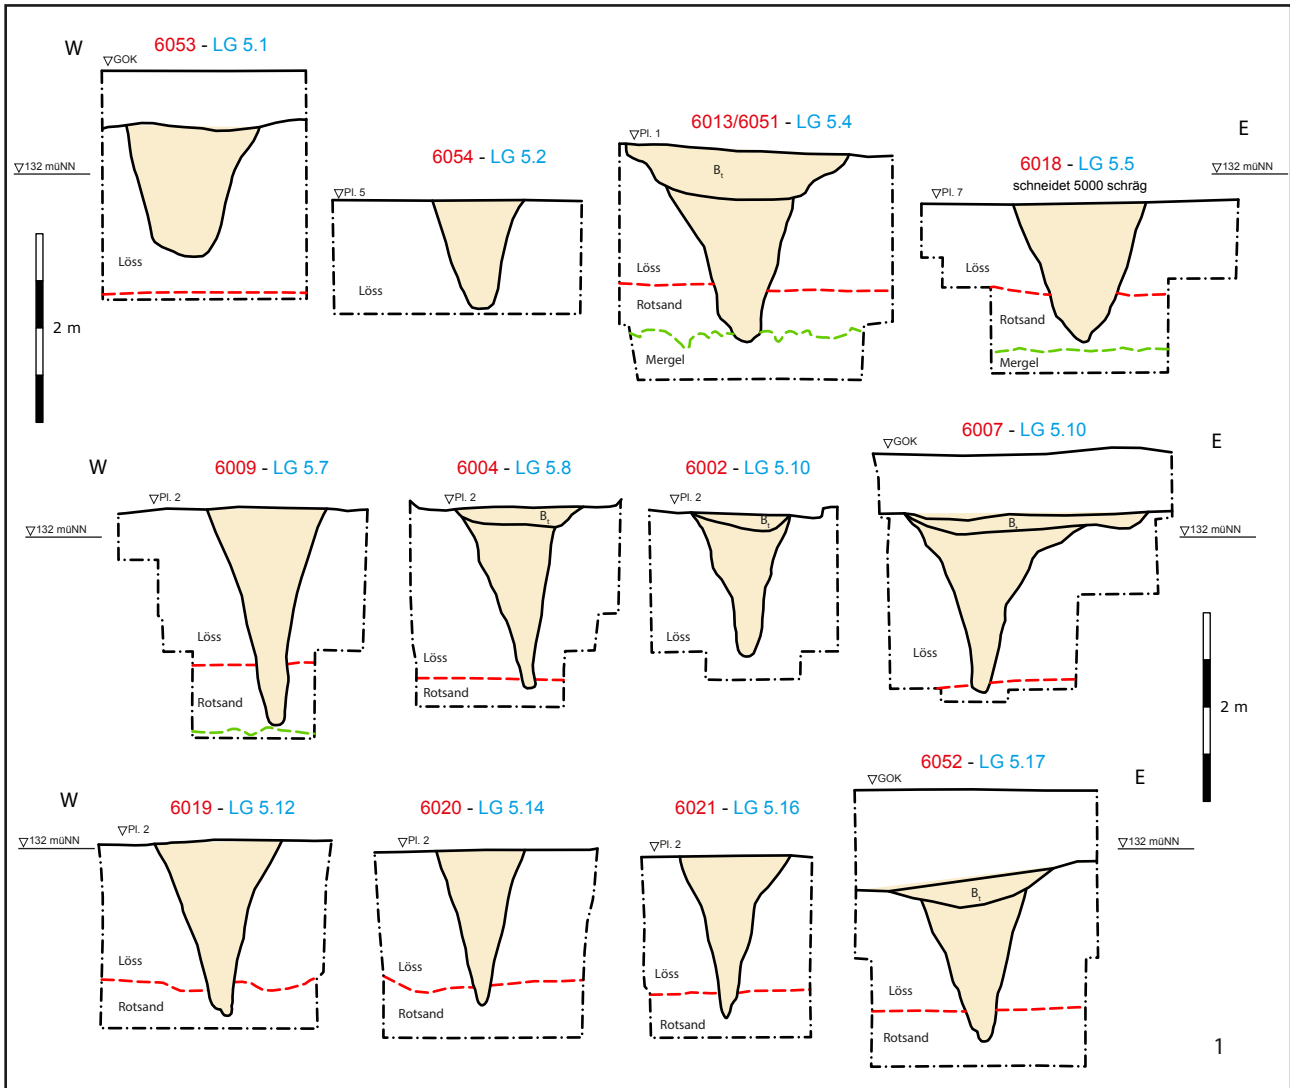 W
6053 - LG 5.1
▽GOK
6013/6051 - LG 5.4
▽Pl. 1
E
▽132 müNN
6054 - LG 5.2
▽Pl. 5
Bt
6018 - LG 5.5
schneidet 5000 schräg
▽Pl. 7
▽132 müNN
Löss
Löss
Löss
Rotsand
Mergel
Löss
Rotsand
Mergel
2 m
W
6009 - LG 5.7
▽Pl. 2
6004 - LG 5.8
▽Pl. 2
Bt
6002 - LG 5.10
▽Pl. 2
Bt
6007 - LG 5.10
▽GOK
E
Bt
▽132 müNN
▽132 müNN
Löss
Rotsand
Löss
Rotsand
Löss
Löss
2 m
W
6019 - LG 5.12
▽Pl. 2
▽132 müNN
6020 - LG 5.14
▽Pl. 2
6021 - LG 5.16
▽Pl. 2
6052 - LG 5.17
▽GOK
E
▽132 müNN
Bt
Löss
Rotsand
Löss
Rotsand
Löss
Rotsand
Löss
Rotsand
1